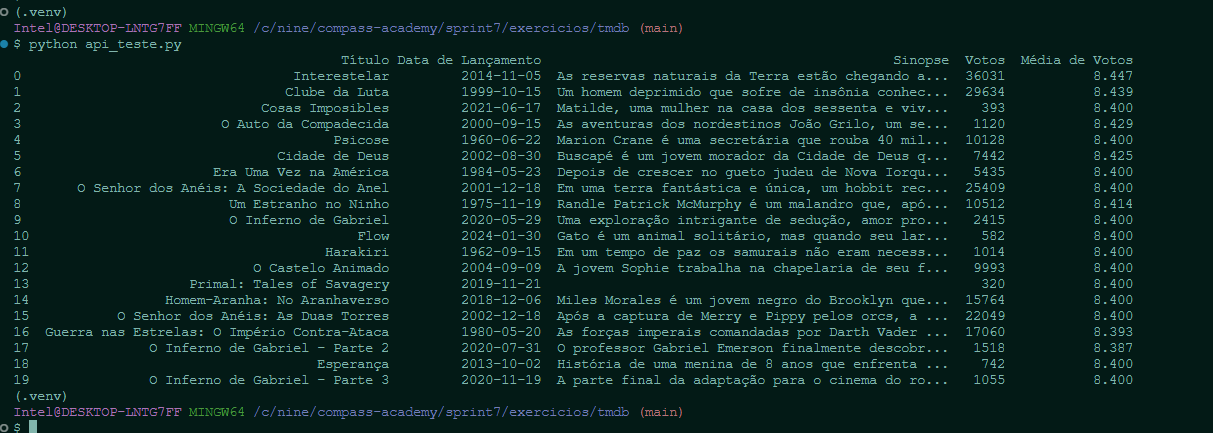 (.venv)
Intel@DESKTOP-LNTG7FF MINGW64 /c/nine/compass-academy/sprint7/exercicios/tmdb (main)
$ python api_teste.py
Título Data de Lançamento Sinopse Votos Média de Votos
0 Interestelar 2014-11-05 As reservas naturais da Terra estão chegando a... 36031 8.447
1 Clube da Luta 1999-10-15 Um homem deprimido que sofre de insônia conhec... 29634 8.439
2 Cosas Imposibles 2021-06-17 Matilde, uma mulher na casa dos sessenta e viv... 393 8.400
3 O Auto da Compadecida 2000-09-15 As aventuras dos nordestinos João Grilo, um se... 1120 8.429
4 Psicose 1960-06-22 Marion Crane é uma secretária que rouba 40 mil... 10128 8.400
5 Cidade de Deus 2002-08-30 Buscapé é um jovem morador da Cidade de Deus q... 7442 8.425
6 Era Uma Vez na América 1984-05-23 Depois de crescer no gueto judeu de Nova Iorqu... 5435 8.400
7 O Senhor dos Anéis: A Sociedade do Anel 2001-12-18 Em uma terra fantástica e única, um hobbit rec... 25409 8.400
8 Um Estranho no Ninho 1975-11-19 Randle Patrick McMurphy é um malandro que, apó... 10512 8.414
9 O Inferno de Gabriel 2020-05-29 Uma exploração intrigante de sedução, amor pro... 2415 8.400
10 Flow 2024-01-30 Gato é um animal solitário, mas quando seu lar... 582 8.400
11 Harakiri 1962-09-15 Em um tempo de paz os samurais não eram necess... 1014 8.400
12 O Castelo Animado 2004-09-09 A jovem Sophie trabalha na chapelaria de seu f... 9993 8.400
13 Primal: Tales of Savagery 2019-11-21 320 8.400
14 Homem-Aranha: No Aranhaverso 2018-12-06 Miles Morales é um jovem negro do Brooklyn que... 15764 8.400
15 O Senhor dos Anéis: As Duas Torres 2002-12-18 Após a captura de Merry e Pippy pelos orcs, a ... 22049 8.400
16 Guerra nas Estrelas: O Império Contra-Ataca 1980-05-20 As forças imperais comandadas por Darth Vader ... 17060 8.393
17 O Inferno de Gabriel - Parte 2 2020-07-31 O professor Gabriel Emerson finalmente descobr... 1518 8.387
18 Esperança 2013-10-02 História de uma menina de 8 anos que enfrenta ... 742 8.400
19 O Inferno de Gabriel - Parte 3 2020-11-19 A parte final da adaptação para o cinema do ro... 1055 8.400
(.venv)
Intel@DESKTOP-LNTG7FF MINGW64 /c/nine/compass-academy/sprint7/exercicios/tmdb (main)
$